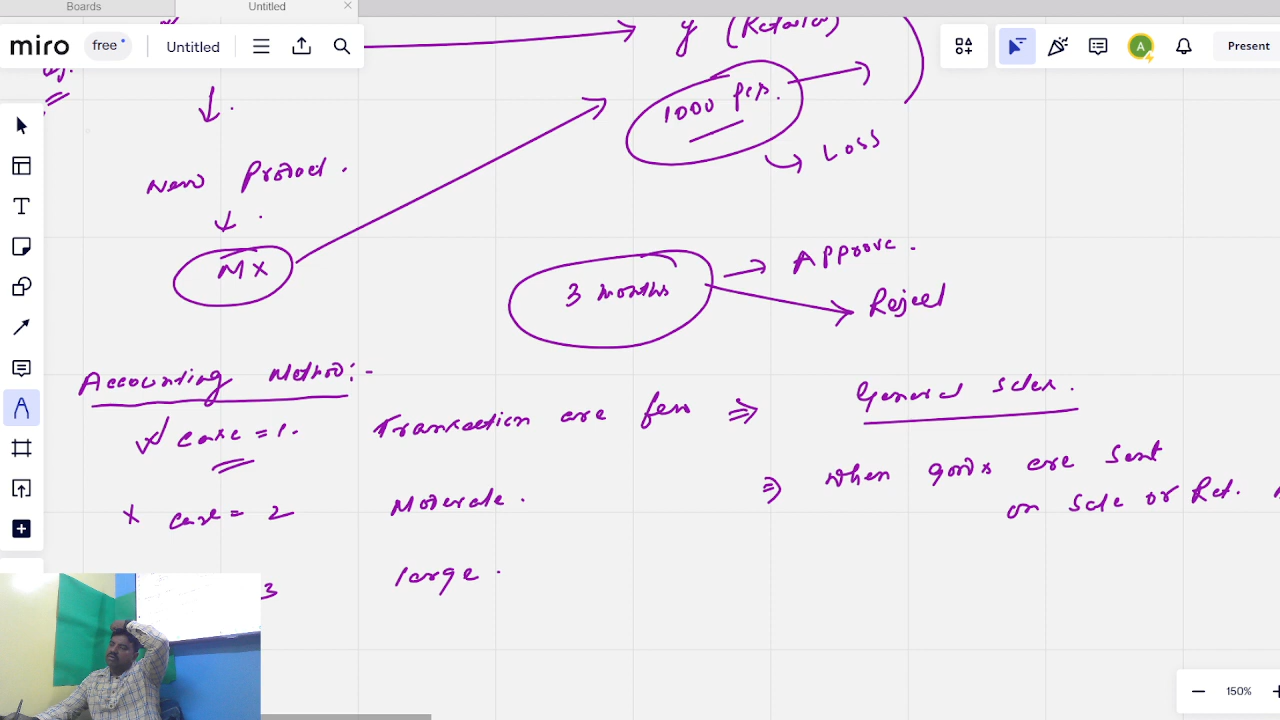 Boards
Untitled
miro
free
Untitled
Present
y (Retailer)
1000 pcs.
Loss
New Product.
MX
3 months
Approve.
Reject
Accounting Method:-
Case = 1.
Transaction are few ⇒
General sales.
⇒ when goods are sent
on Sale or Ret.
× Case = 2
Moderate.
3
large.
A
150%